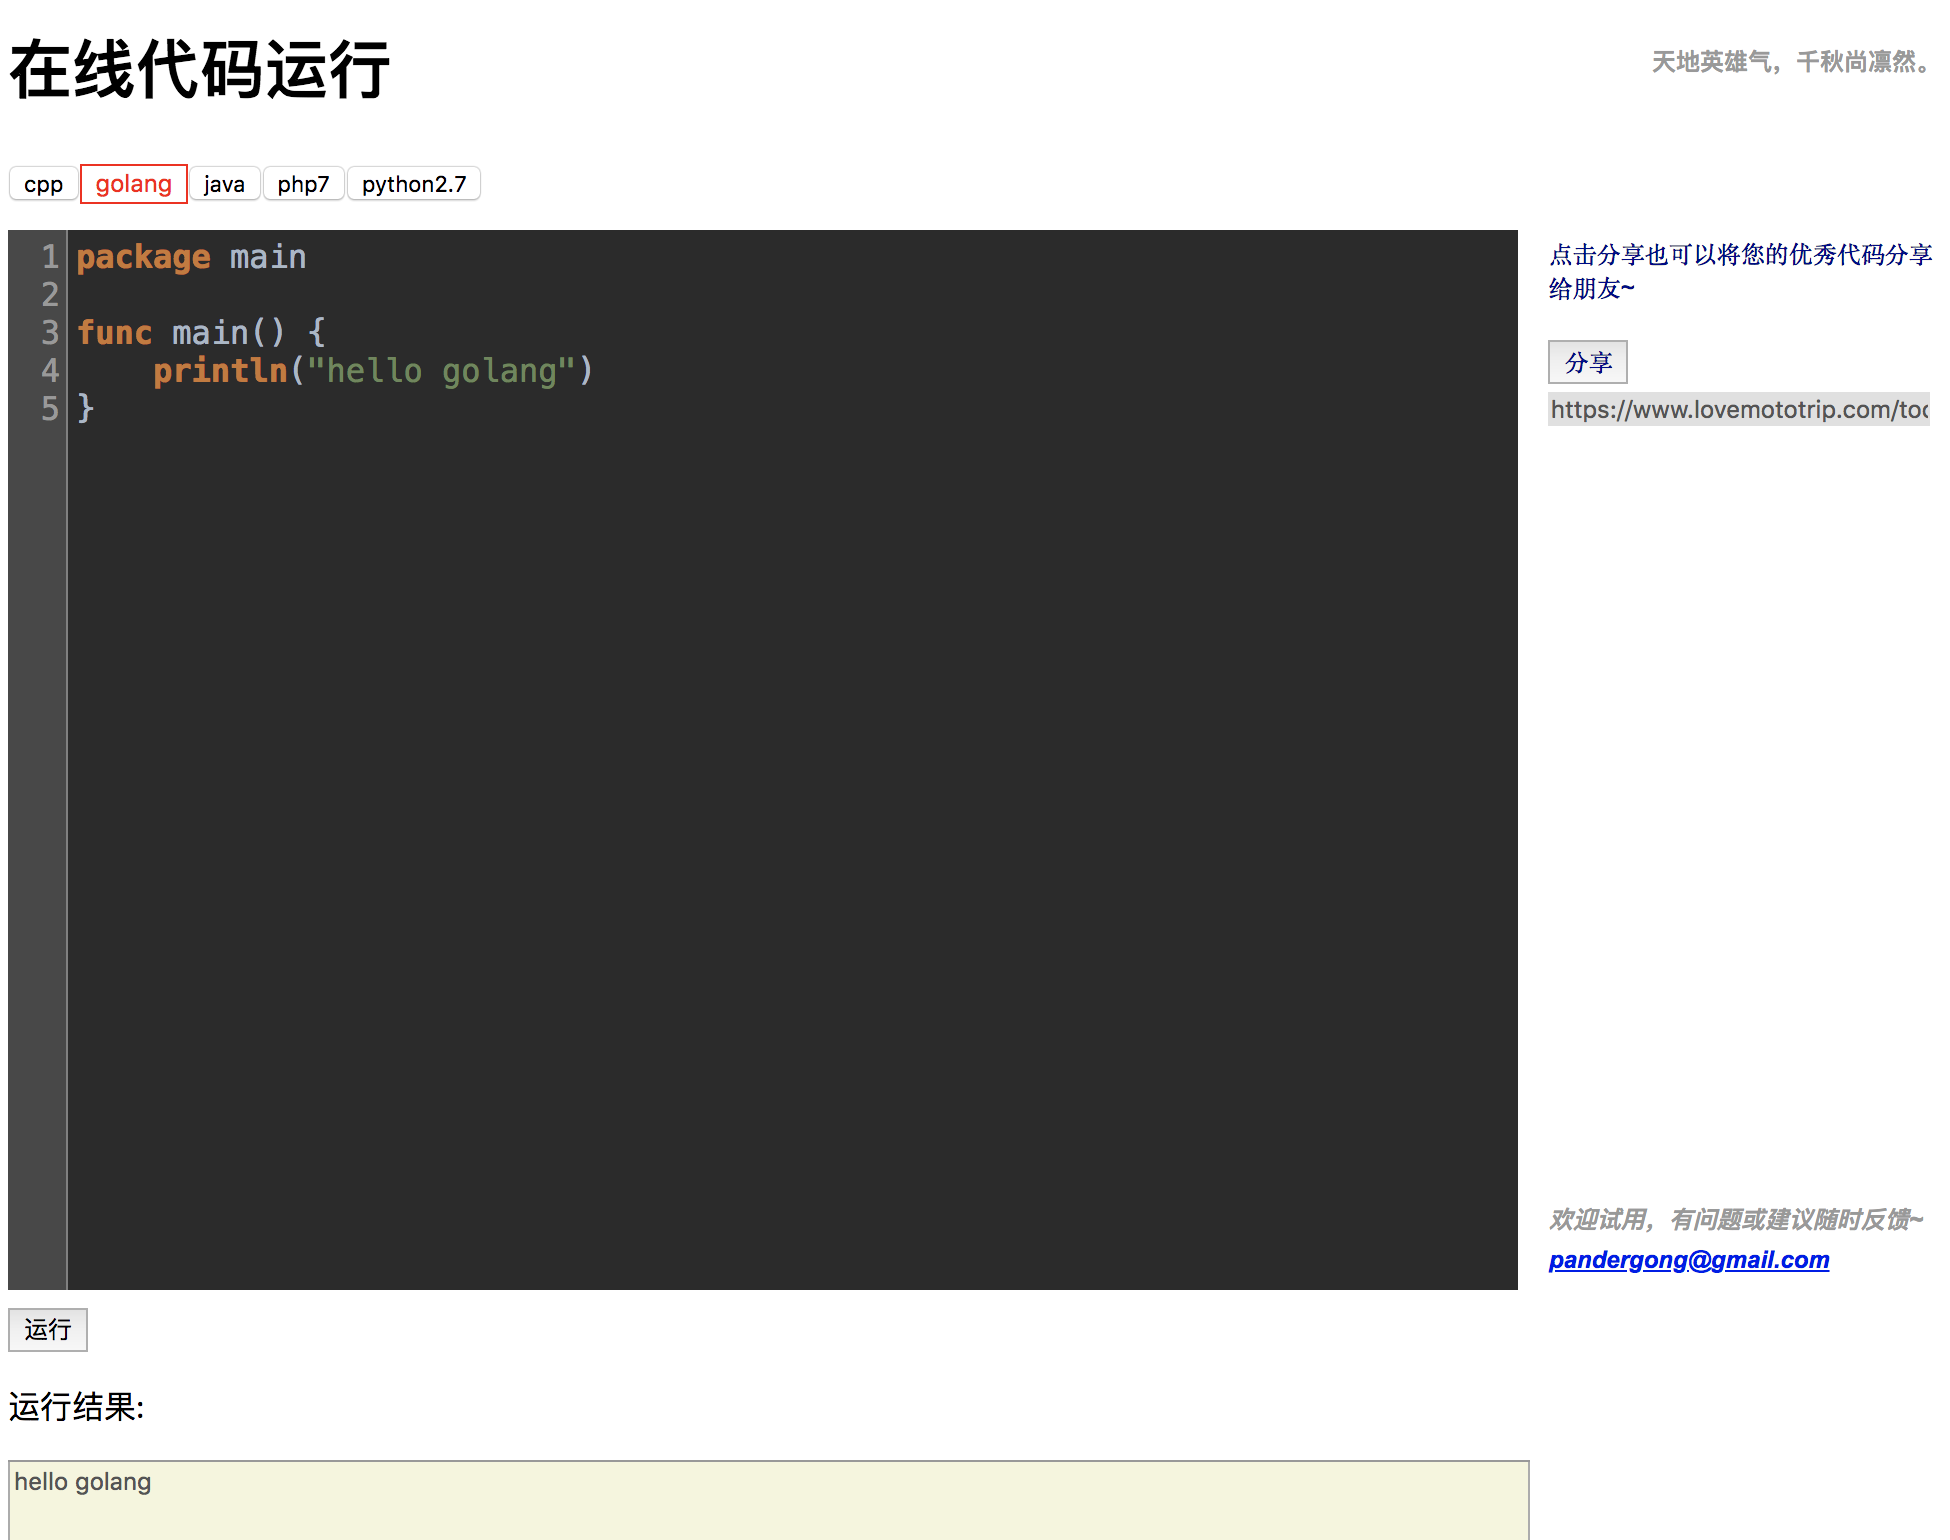 在线代码运行
天地英雄气，千秋尚凛然。
cpp golang java php7 python2.7
1 package main
2
3 func main() {
4     println("hello golang")
5 }
点击分享也可以将您的优秀代码分享
给朋友~
分享
https://www.lovemototrip.com/too
欢迎试用，有问题或建议随时反馈~
pandergong@gmail.com
运行
运行结果:
hello golang